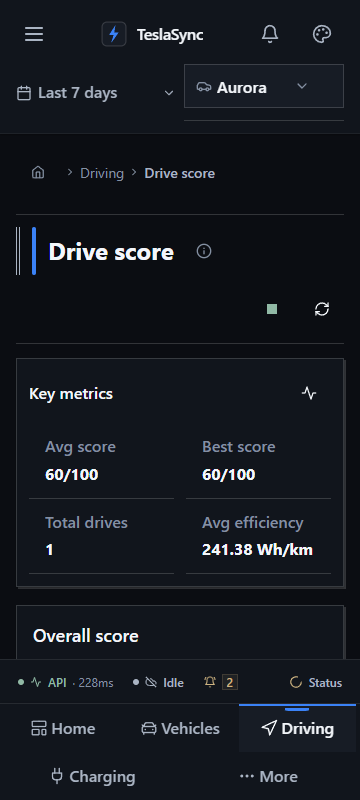 TeslaSync
Last 7 days
Aurora
Driving
Drive score
Drive score
Key metrics
Avg score
Best score
60/100
60/100
Total drives
Avg efficiency
1
241.38 Wh/km
Overall score
API · 228ms
Idle
2
Status
Home
Vehicles
Driving
Charging
More